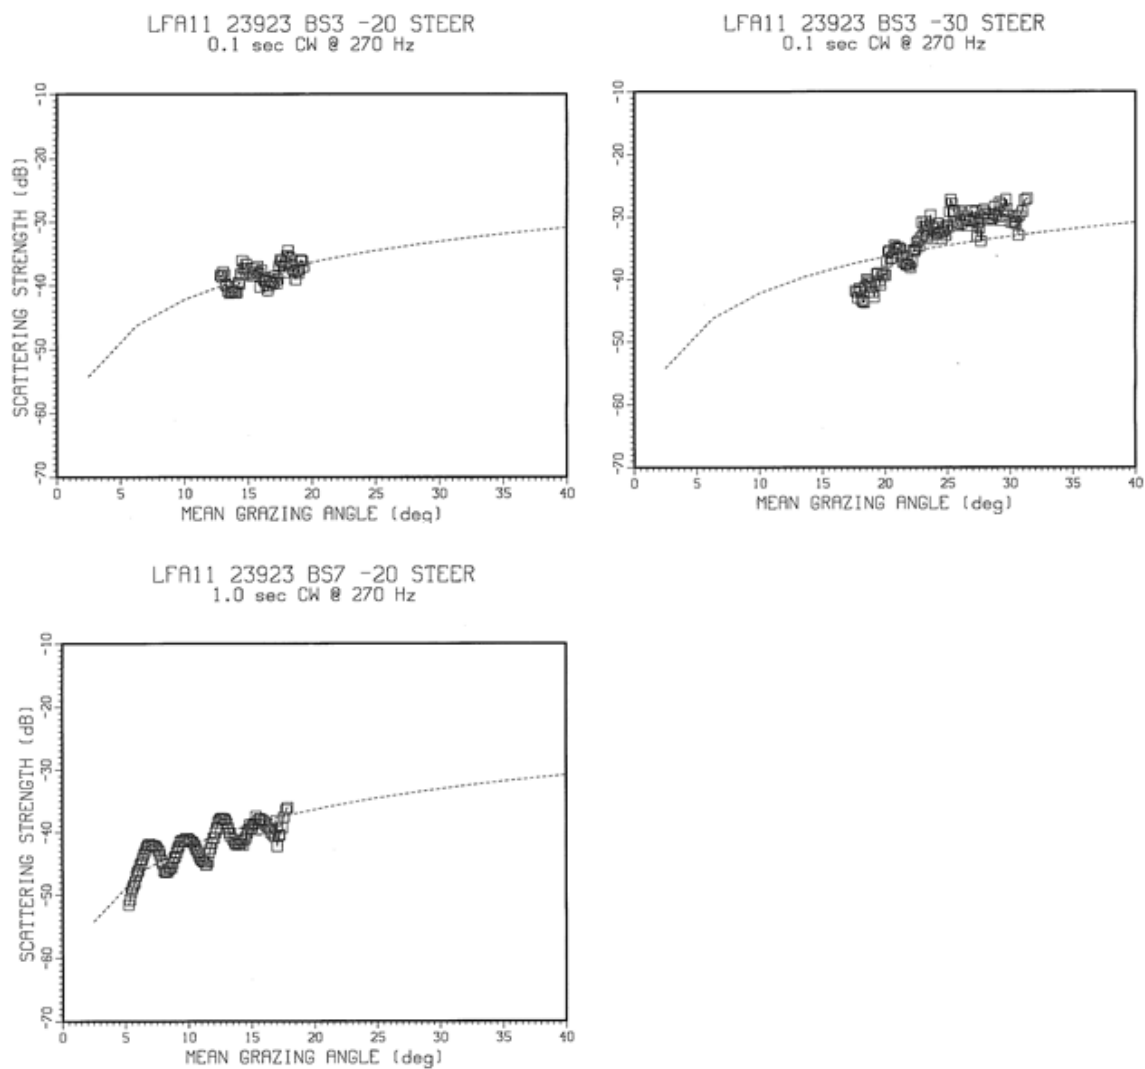 LFA11 23923 BS3 -20 STEER
0.1 sec CW @ 270 Hz
SCATTERING STRENGTH (dB)
-10
-20
-30
-40
-50
-60
-70
0 5 10 15 20 25 30 35 40
MEAN GRAZING ANGLE (deg)
LFA11 23923 BS3 -30 STEER
0.1 sec CW @ 270 Hz
-10
-20
-30
-40
-50
-60
-70
0 5 10 15 20 25 30 35 40
MEAN GRAZING ANGLE (deg)
LFA11 23923 BS7 -20 STEER
1.0 sec CW @ 270 Hz
SCATTERING STRENGTH (dB)
-10
-20
-30
-40
-50
-60
-70
0 5 10 15 20 25 30 35 40
MEAN GRAZING ANGLE (deg)